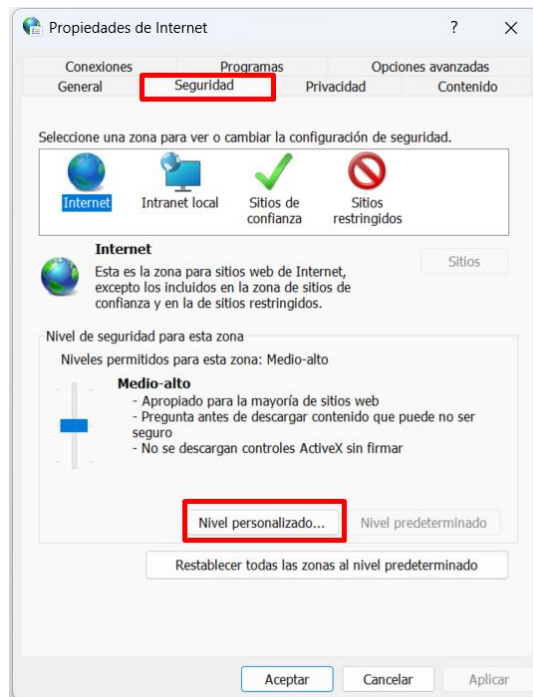 Propiedades de Internet
?
Conexiones Programas Opciones avanzadas
General Seguridad Privacidad Contenido
Seleccione una zona para ver o cambiar la configuración de seguridad.
Internet Intranet local Sitios de confianza Sitios restringidos
Internet
Esta es la zona para sitios web de Internet,
excepto los incluidos en la zona de sitios de
confianza y en la de sitios restringidos.
Sitios
Nivel de seguridad para esta zona
Niveles permitidos para esta zona: Medio-alto
Medio-alto
- Apropiado para la mayoría de sitios web
- Pregunta antes de descargar contenido que puede no ser
seguro
- No se descargan controles ActiveX sin firmar
Nivel personalizado... Nivel predeterminado
Restablecer todas las zonas al nivel predeterminado
Aceptar Cancelar Aplicar